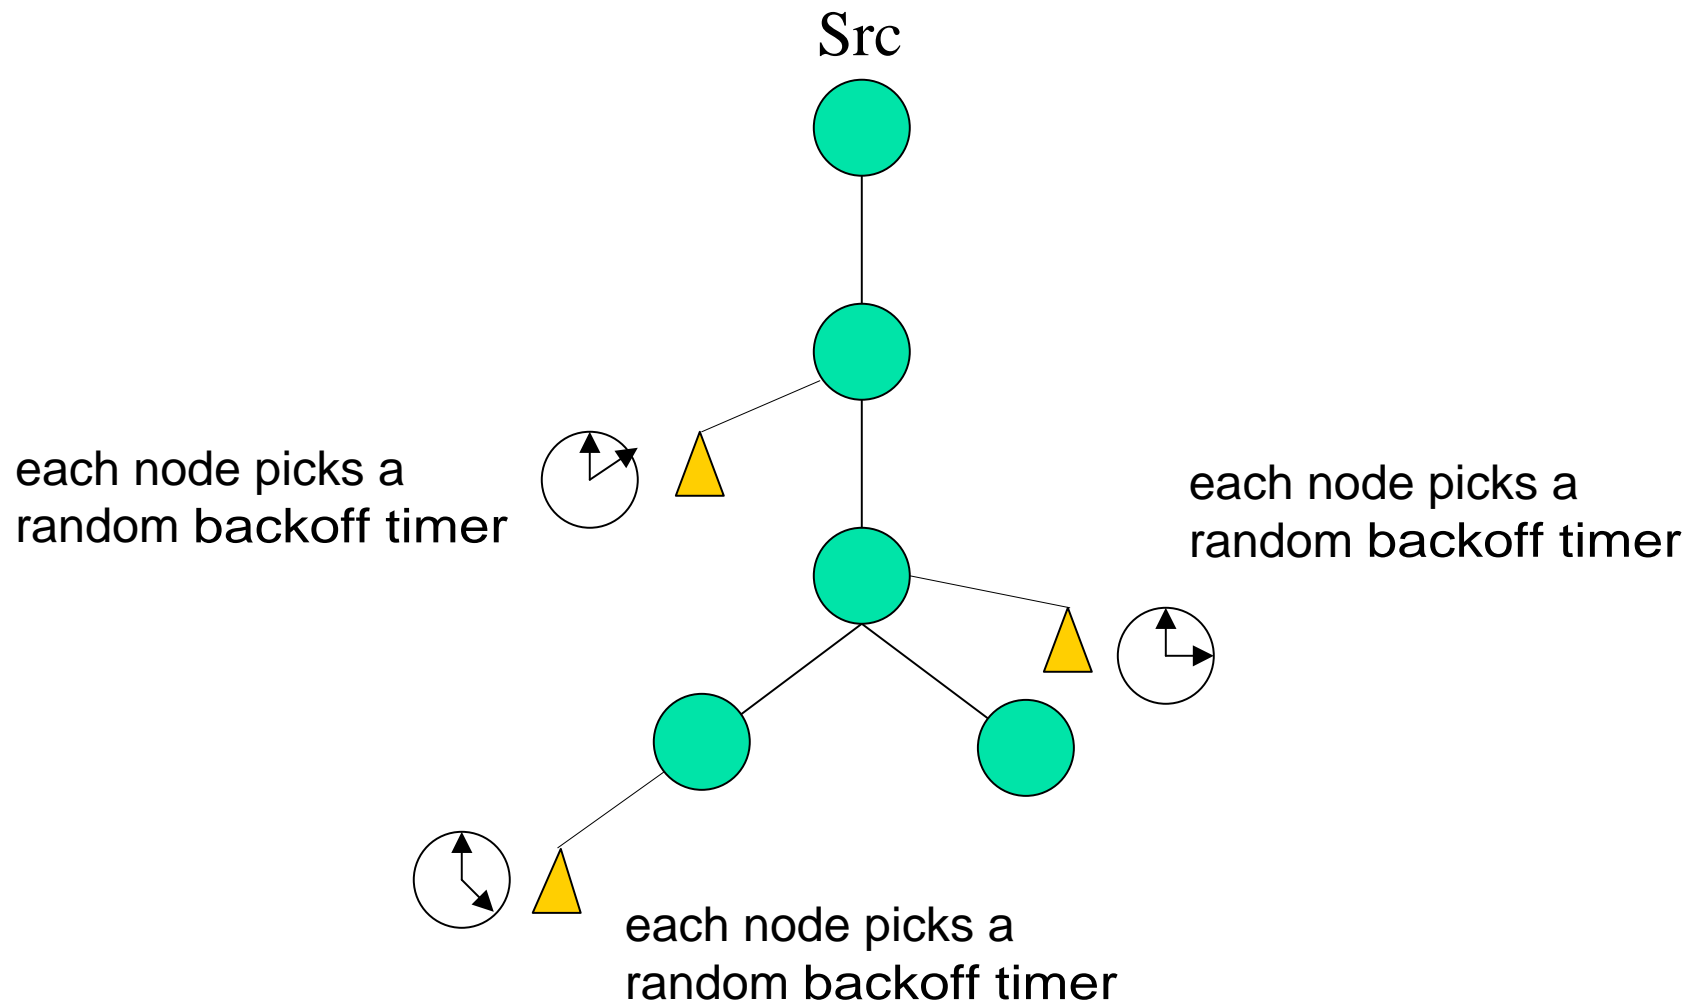 Src
each node picks a
random backoff timer
each node picks a
random backoff timer
each node picks a
random backoff timer